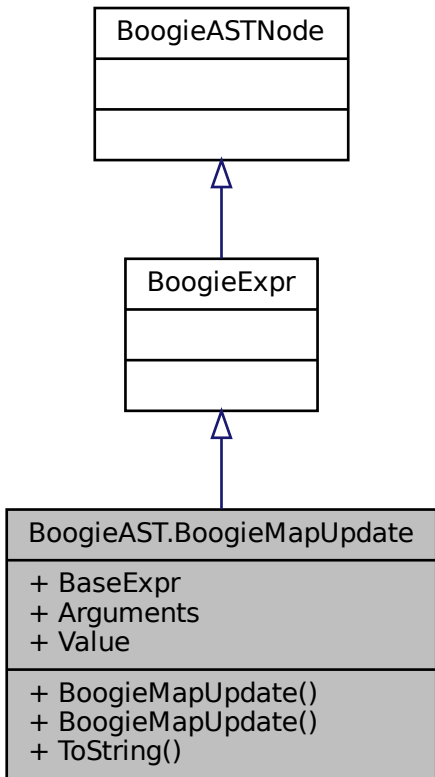 BoogieASTNode
BoogieExpr
BoogieAST.BoogieMapUpdate
+ BaseExpr
+ Arguments
+ Value
+ BoogieMapUpdate()
+ BoogieMapUpdate()
+ ToString()